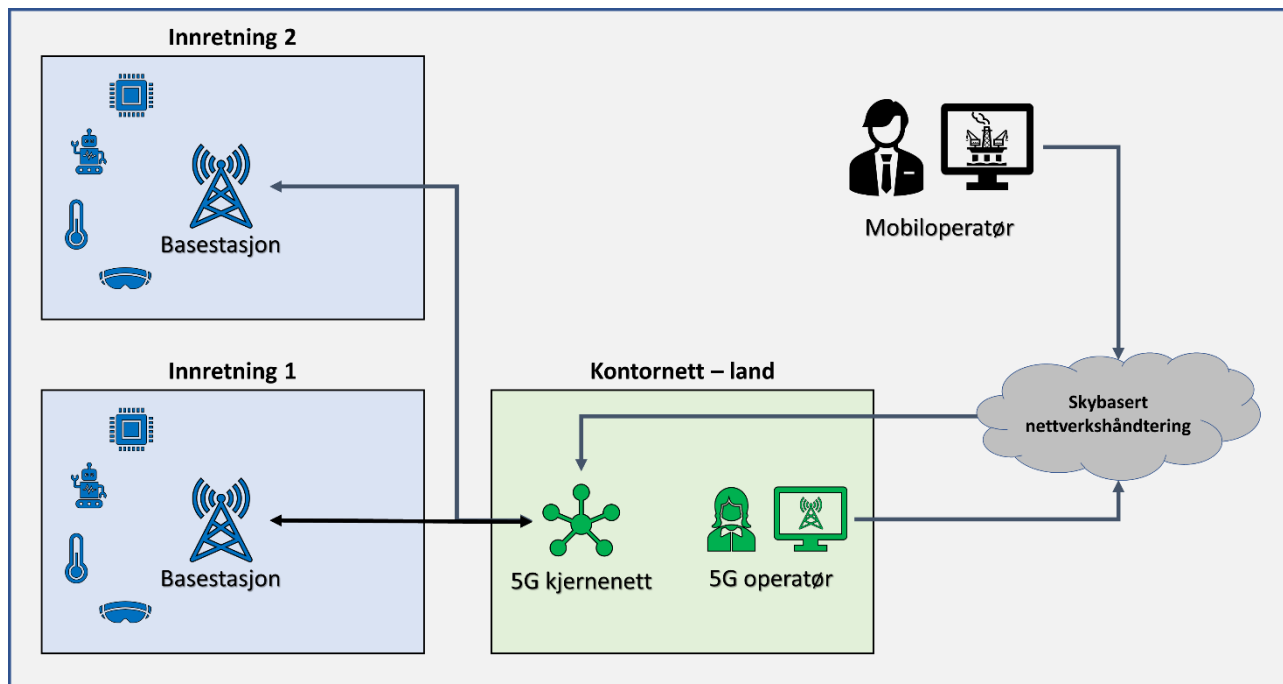 Innretning 2
Basestasjon
Mobiloperatør
Innretning 1
Basestasjon
Kontornett – land
5G kjernenett
5G operatør
Skybasert
nettverkshåndtering